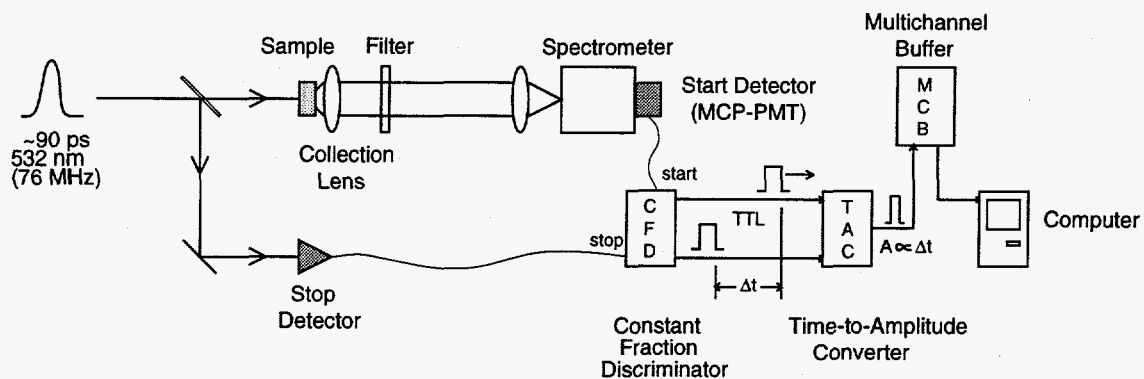 Multichannel
Buffer
Sample
Filter
Spectrometer
M
C
B
Start Detector
(MCP-PMT)
~90 ps
532 nm
(76 MHz)
Collection
Lens
start
C
F
D
TTL
T
A
C
A∝Δt
Computer
stop
Δt
Stop
Detector
Constant
Fraction
Discriminator
Time-to-Amplitude
Converter